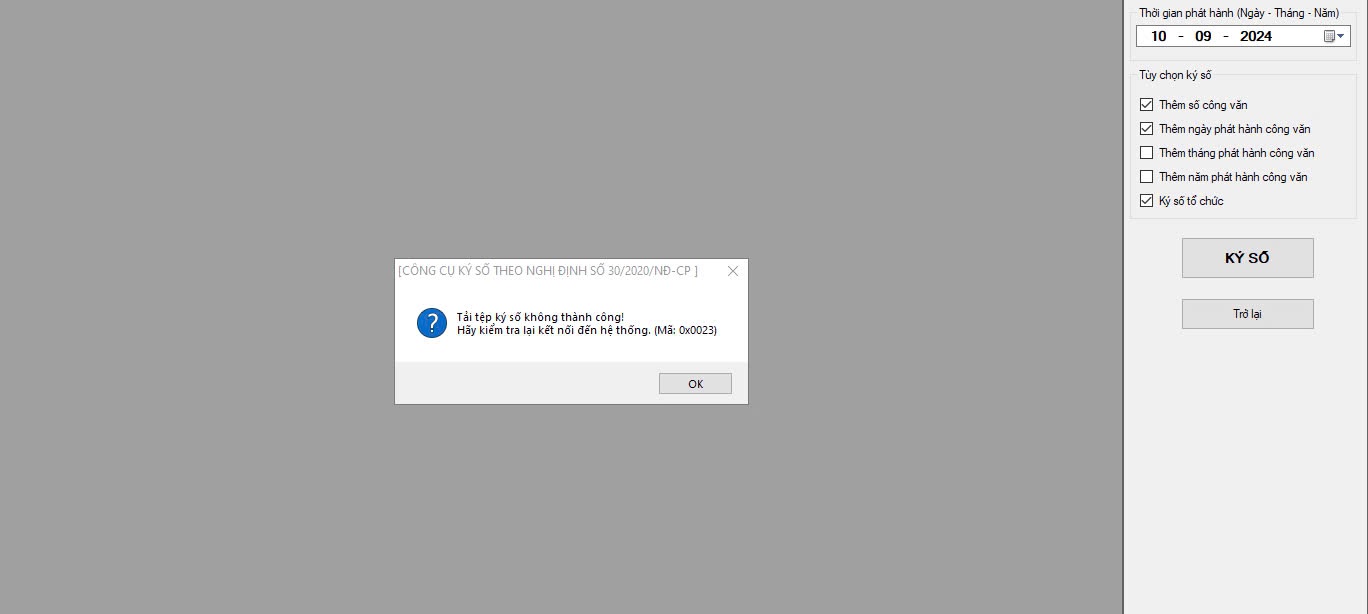 Thời gian phát hành (Ngày - Tháng - Năm)
10 - 09 - 2024
Tùy chọn ký số
Thêm số công văn
Thêm ngày phát hành công văn
Thêm tháng phát hành công văn
Thêm năm phát hành công văn
Ký số tổ chức
KÝ SỐ
Trở lại
[CÔNG CỤ KÝ SỐ THEO NGHỊ ĐỊNH SỐ 30/2020/NĐ-CP ]
Tải tệp ký số không thành công!
Hãy kiểm tra lại kết nối đến hệ thống. (Mã: 0x0023)
OK